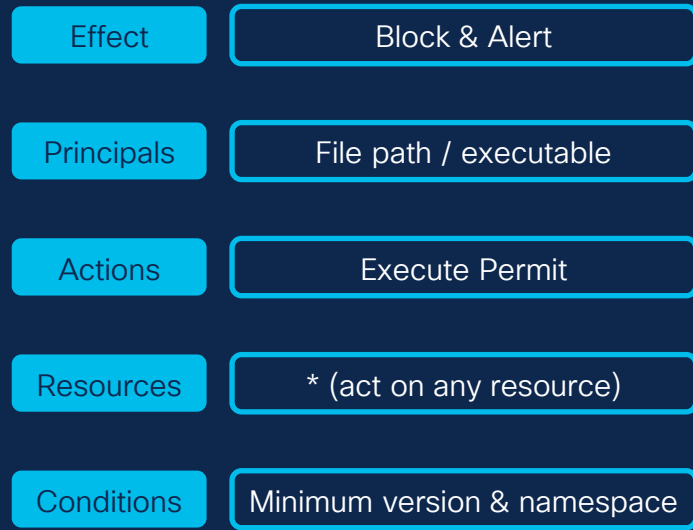 Effect
Block & Alert
Principals
File path / executable
Actions
Execute Permit
Resources
* (act on any resource)
Conditions
Minimum version & namespace